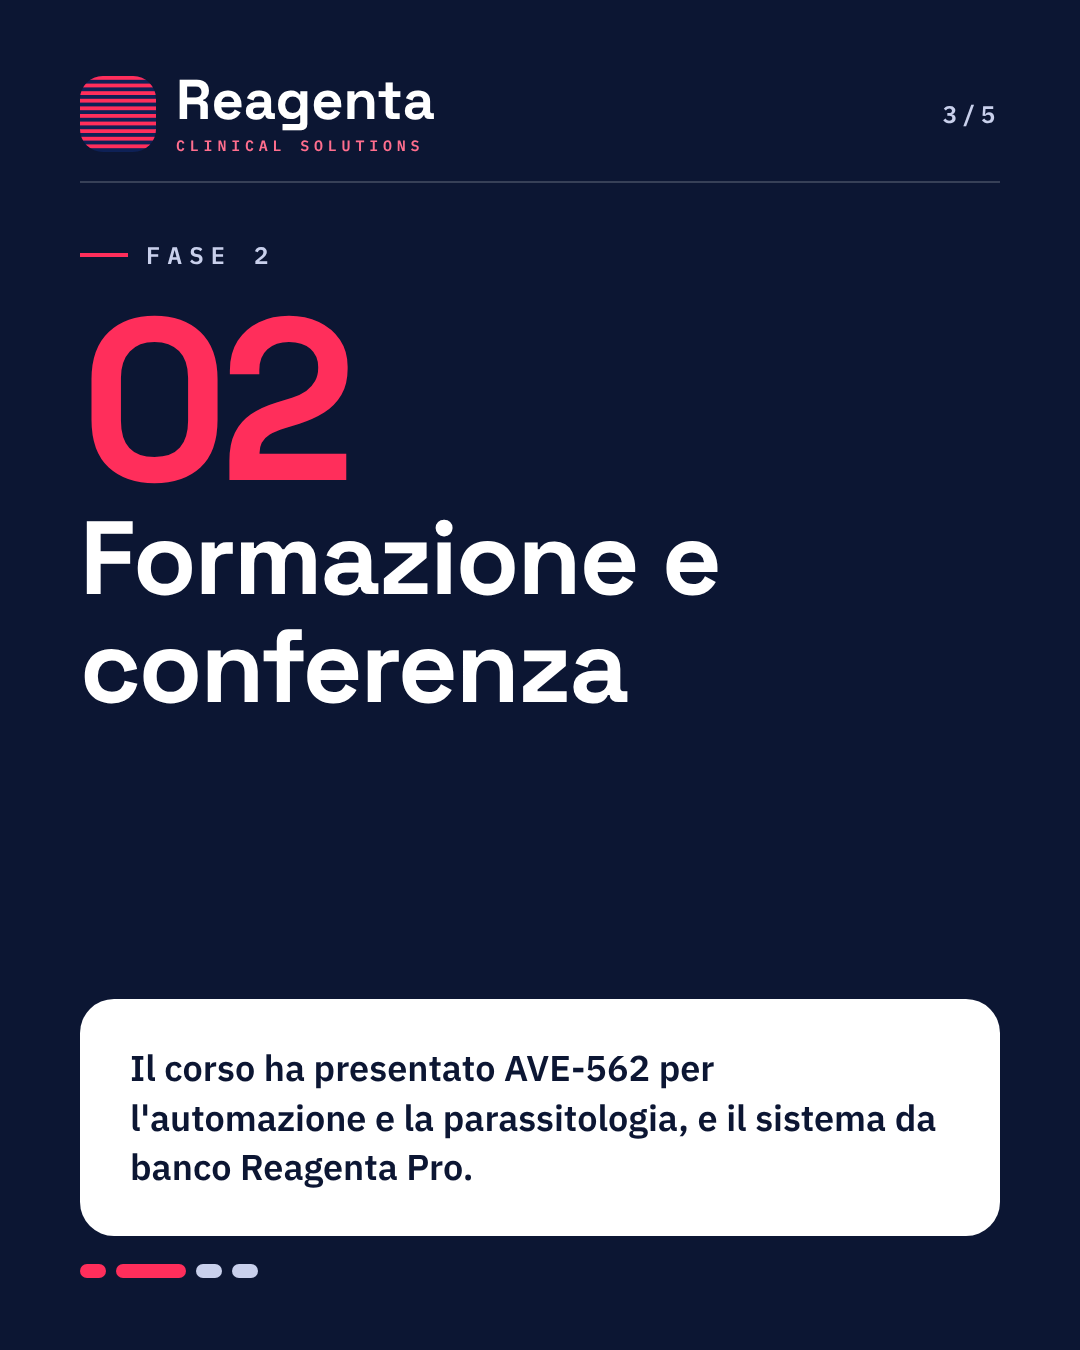 Reagenta
CLINICAL SOLUTIONS
3/5
FASE 2
02
Formazione e
conferenza
Il corso ha presentato AVE-562 per
l'automazione e la parassitologia, e il sistema da
banco Reagenta Pro.